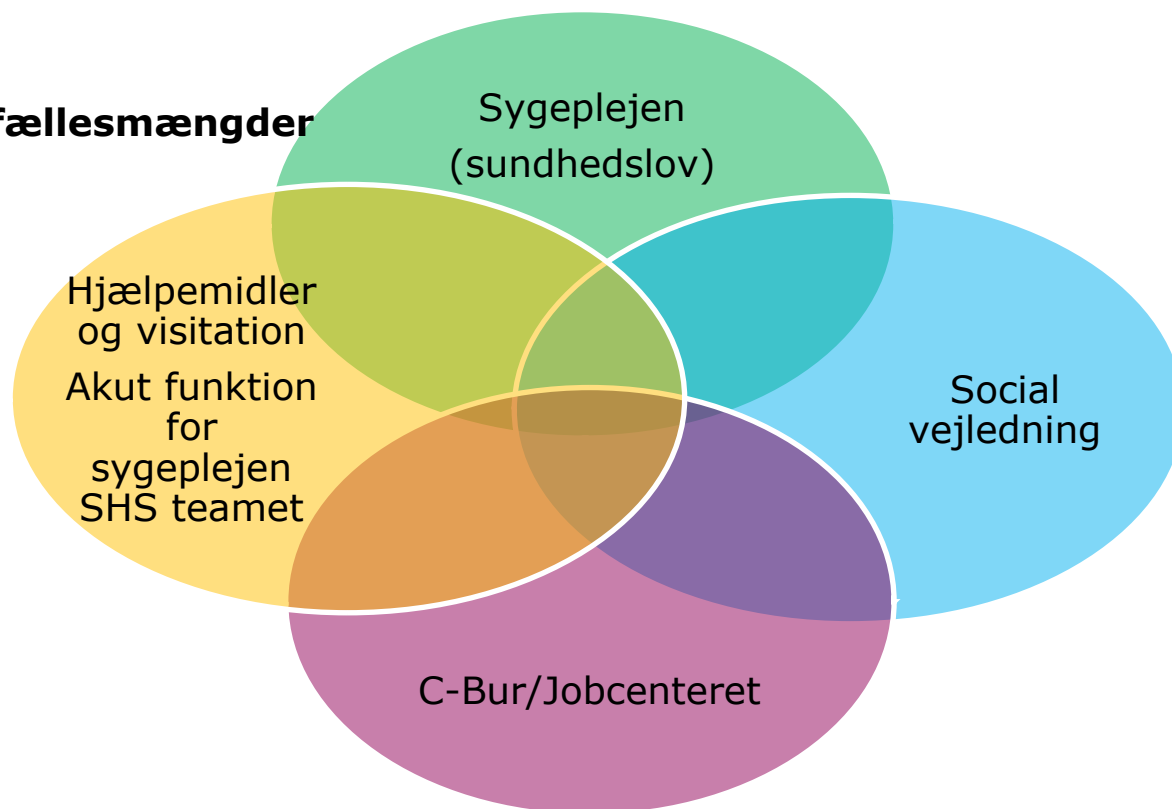 fællesmængder
Sygeplejen
(sundhedslov)
Hjælpemidler
og visitation
Akut funktion
for
sygeplejen
SHS teamet
Social
vejledning
C-Bur/Jobcenteret